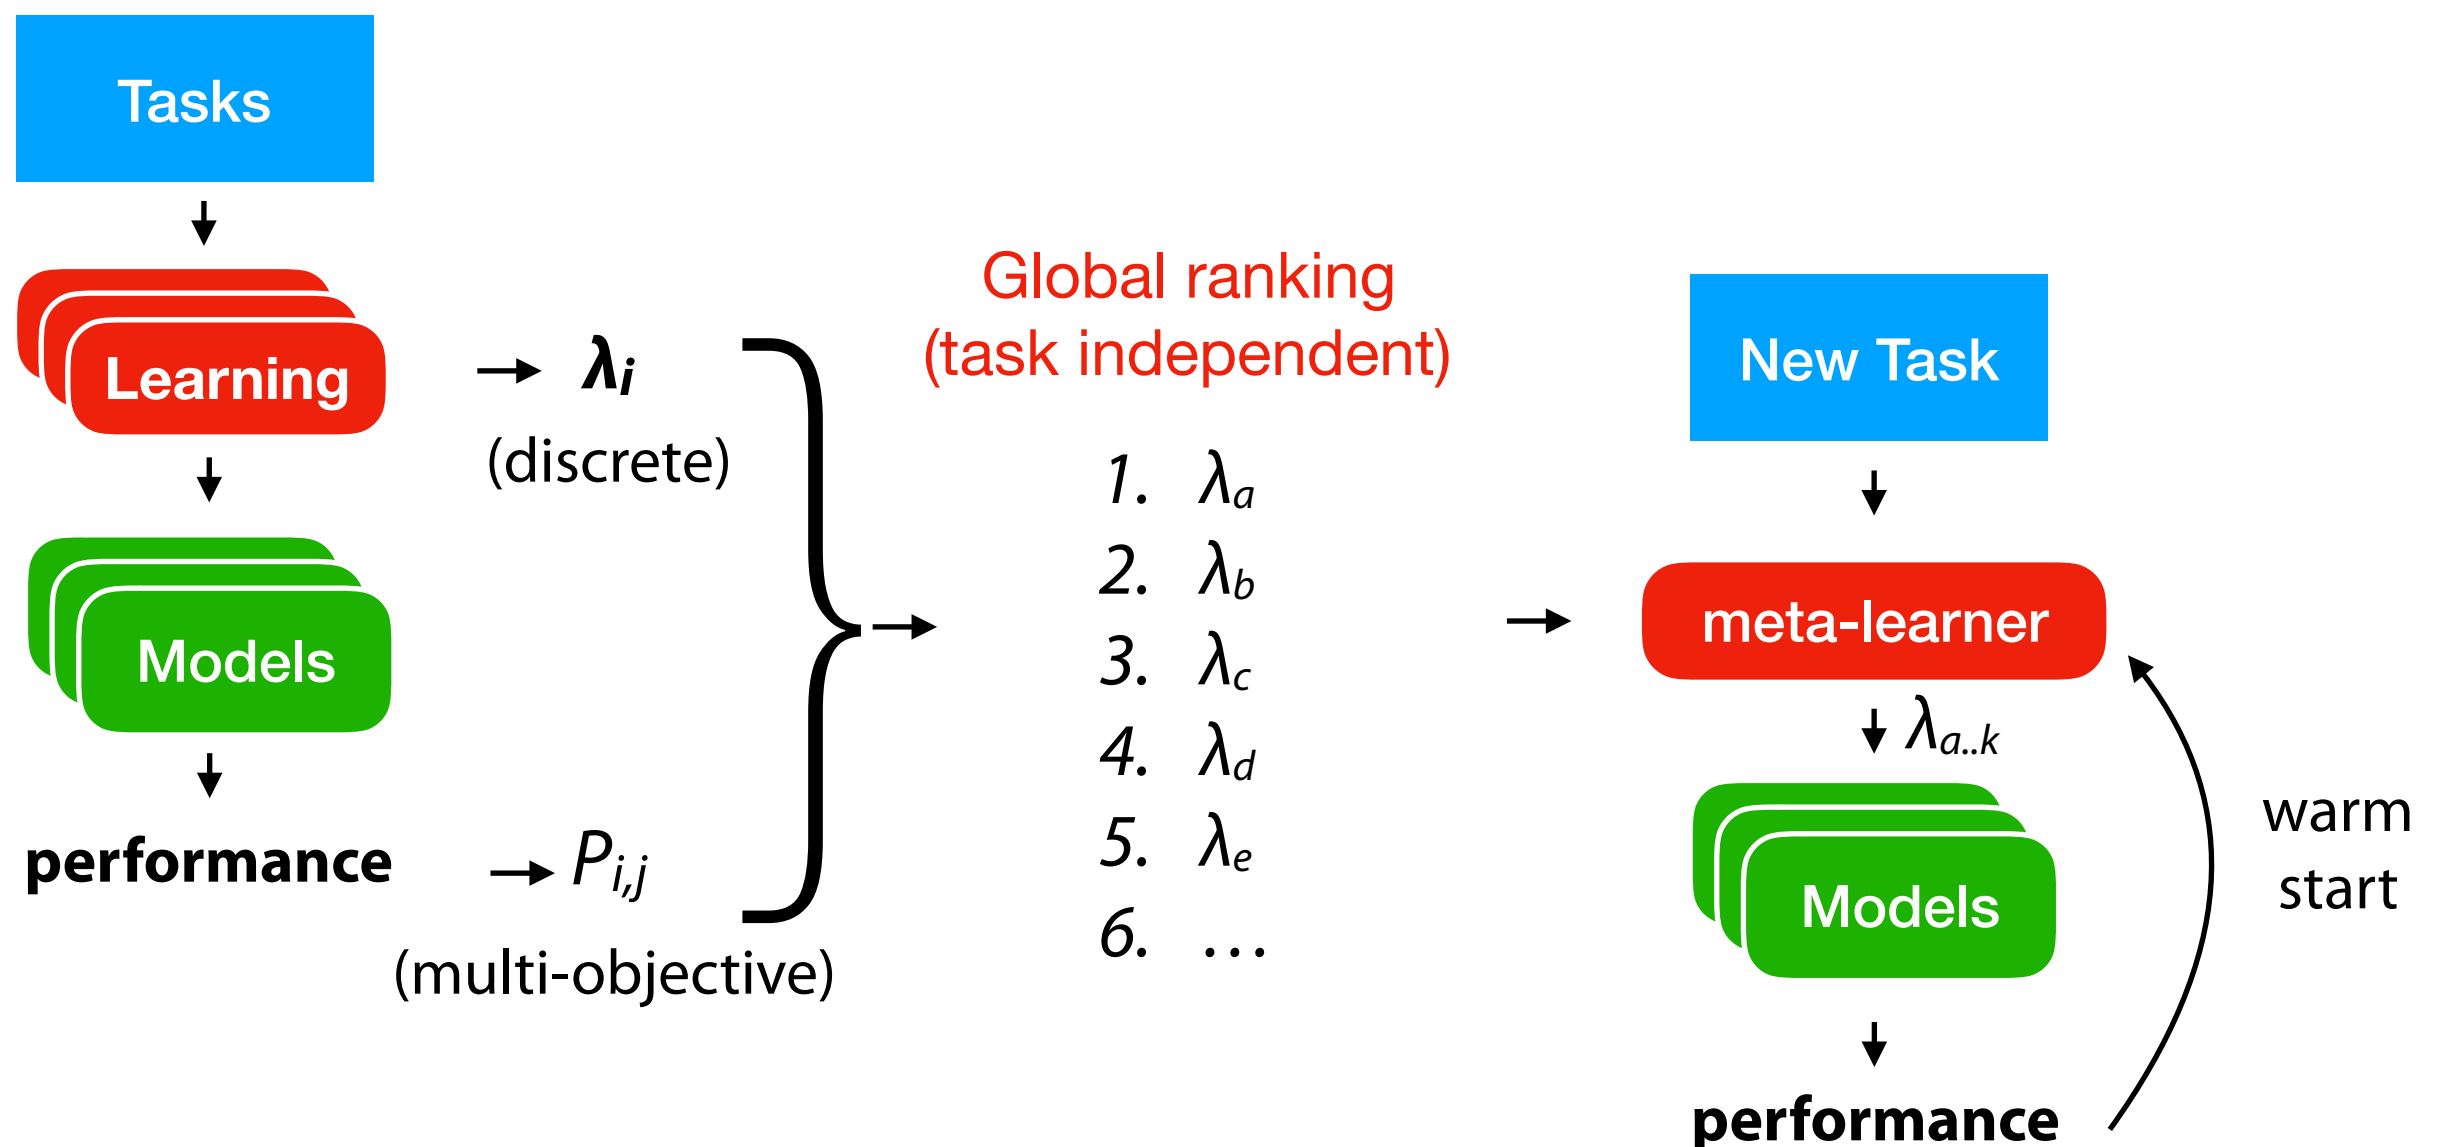 Tasks
Learning
λi
(discrete)
Models
performance
Pi,j
(multi-objective)
Global ranking
(task independent)
1. λa
2. λb
3. λc
4. λd
5. λe
6. …
New Task
meta-learner
λa..k
Models
performance
warm
start